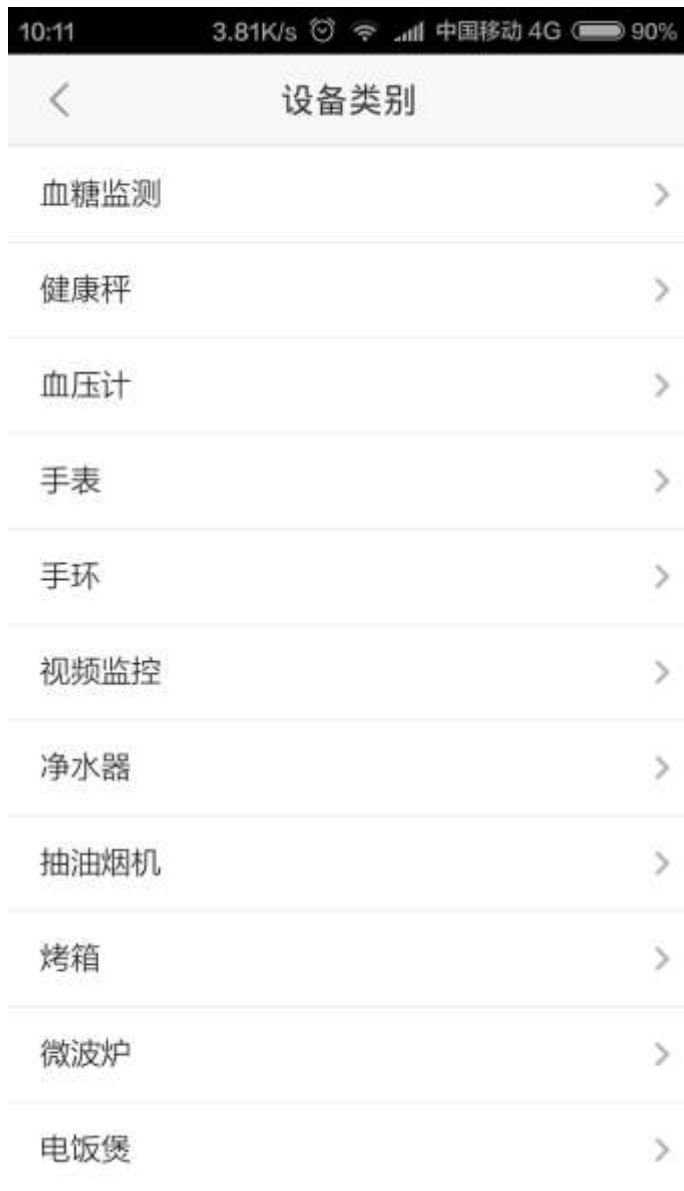 10:11 3.81K/s 中国移动 4G 90%
设备类别
血糖监测
健康秤
血压计
手表
手环
视频监控
净水器
抽油烟机
烤箱
微波炉
电饭煲